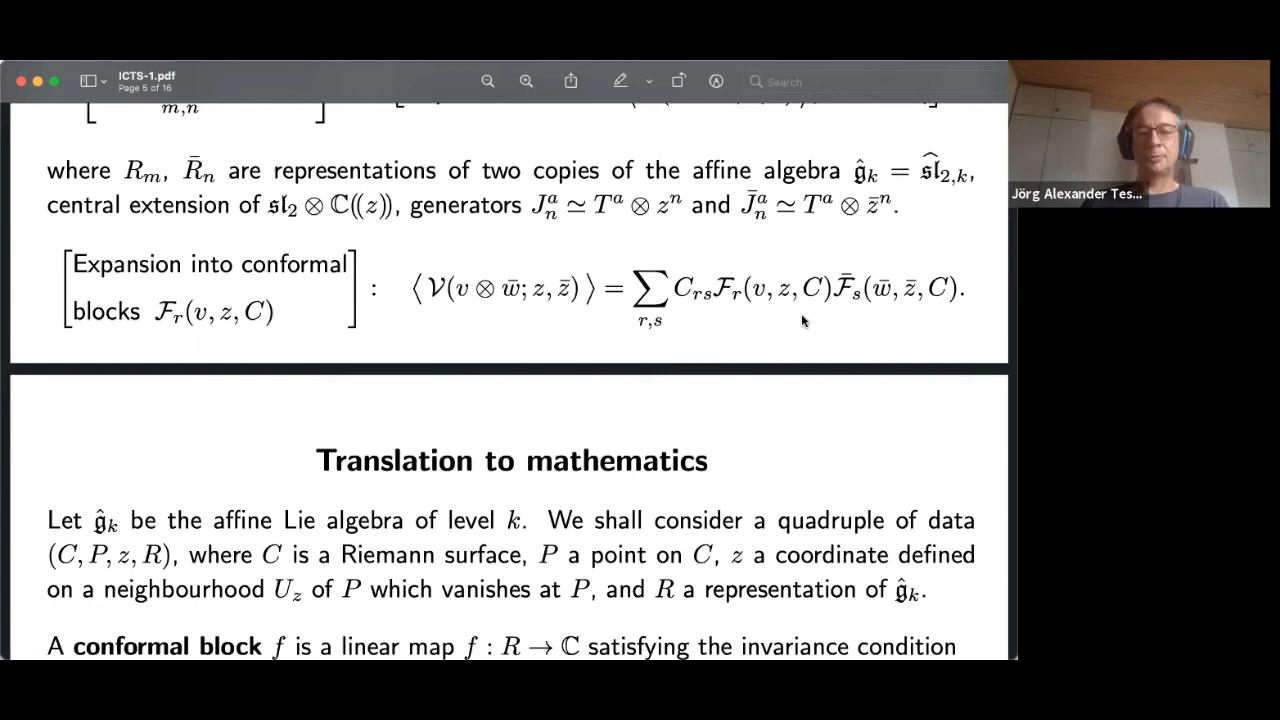 ICTS-1.pdf
Page 5 of 16
Search
m,n
where R_m, R̄_n are representations of two copies of the affine algebra ĝ_k = \widehat{𝔰𝔩}_{2,k},
central extension of 𝔰𝔩_2 ⊗ ℂ((z)), generators J^a_n ≃ T^a ⊗ z^n and J̄^a_n ≃ T^a ⊗ z̄^n.
[Expansion into conformal
blocks F_r(v, z, C)] : ⟨ V(v ⊗ w̄; z, z̄) ⟩ = ∑_{r,s} C_{rs} F_r(v, z, C) F̄_s(w̄, z̄, C).
Translation to mathematics
Let ĝ_k be the affine Lie algebra of level k. We shall consider a quadruple of data
(C, P, z, R), where C is a Riemann surface, P a point on C, z a coordinate defined
on a neighbourhood U_z of P which vanishes at P, and R a representation of ĝ_k.
A conformal block f is a linear map f : R → ℂ satisfying the invariance condition
Jörg Alexander Tes...